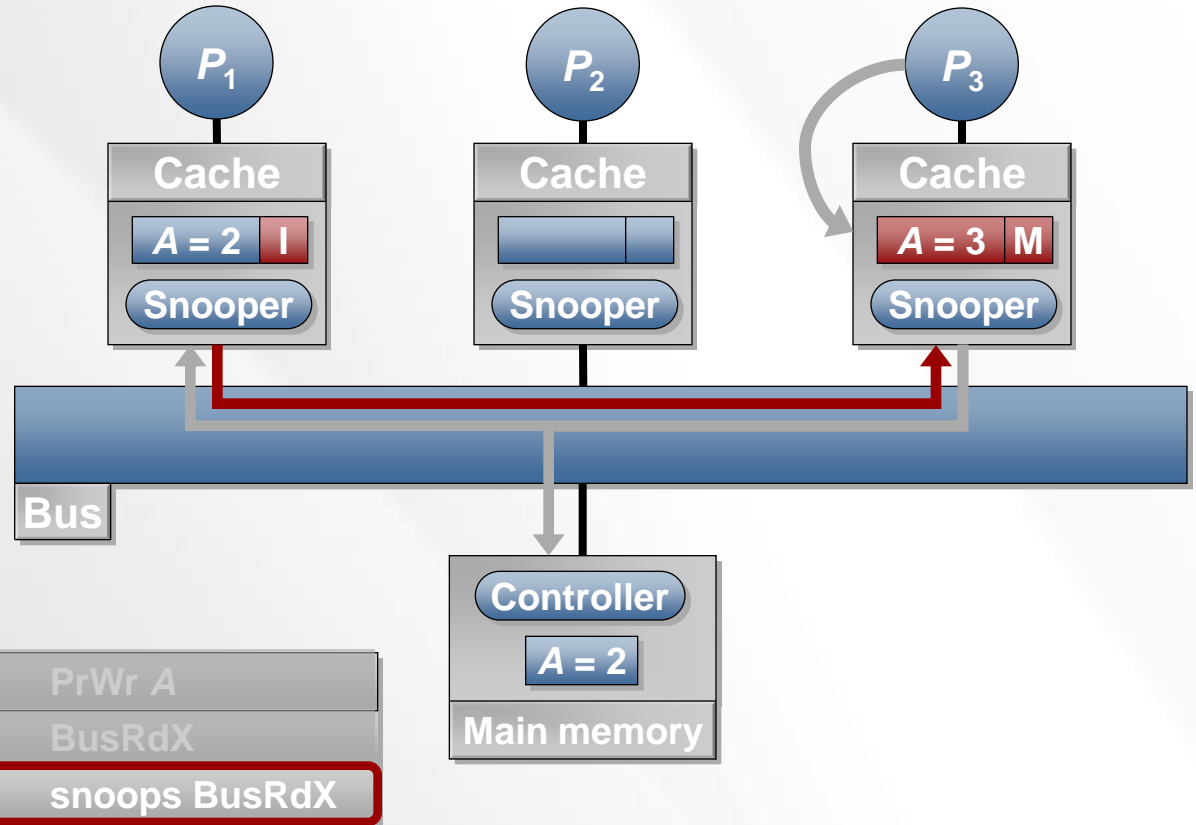 P1 P2 P3
Cache Cache Cache
A = 2 I A = 3 M
Snooper Snooper Snooper
Bus
Controller
A = 2
Main memory
PrWr A
BusRdX
snoops BusRdX